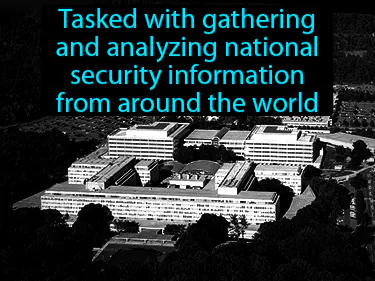 Tasked with gathering
and analyzing national
security information
from around the world